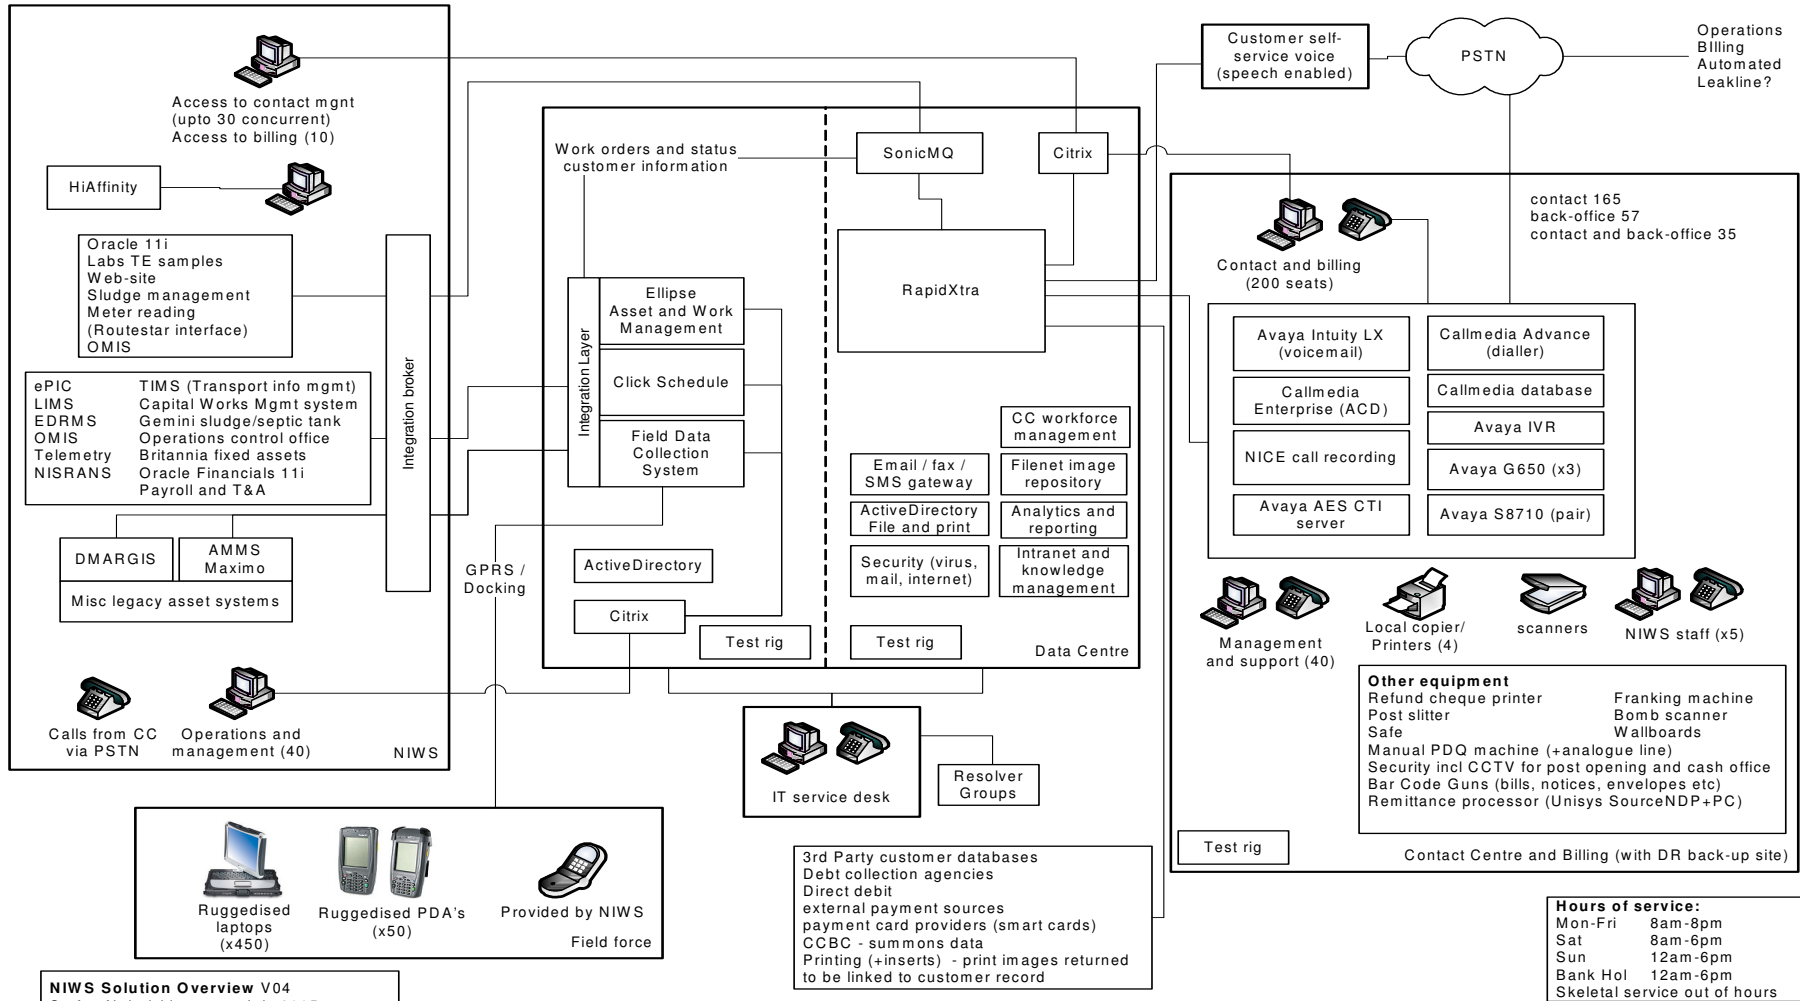 Access to contact mgnt
(upto 30 concurrent)
Access to billing (10)
HiAffinity
Oracle 11i
Labs TE samples
Web-site
Sludge management
Meter reading
(Routestar interface)
OMIS
ePIC TIMS (Transport info mgmt)
LIMS Capital Works Mgmt system
EDRMS Gemini sludge/septic tank
OMIS Operations control office
Telemetry Britannia fixed assets
NISRANS Oracle Financials 11i
Payroll and T&A
Integration broker
DMARGIS
AMMS
Maximo
Misc legacy asset systems
Calls from CC
via PSTN
Operations and
management (40)
NIWS
Work orders and status
customer information
Integration Layer
Ellipse
Asset and Work
Management
Click Schedule
Field Data
Collection
System
GPRS /
Docking
ActiveDirectory
Citrix
Test rig
SonicMQ
Citrix
RapidXtra
CC workforce
management
Email / fax /
SMS gateway
Filenet image
repository
ActiveDirectory
File and print
Analytics and
reporting
Security (virus,
mail, internet)
Intranet and
knowledge
management
Test rig
Data Centre
Customer self-
service voice
(speech enabled)
PSTN
Operations
BIlling
Automated
Leakline?
contact 165
back-office 57
contact and back-office 35
Contact and billing
(200 seats)
Avaya Intuity LX
(voicemail)
Callmedia Advance
(dialler)
Callmedia
Enterprise (ACD)
Callmedia database
Avaya IVR
NICE call recording
Avaya G650 (x3)
Avaya AES CTI
server
Avaya S8710 (pair)
Management
and support (40)
Local copier/
Printers (4)
scanners
NIWS staff (x5)
Other equipment
Refund cheque printer Franking machine
Post slitter Bomb scanner
Safe Wallboards
Manual PDQ machine (+analogue line)
Security incl CCTV for post opening and cash office
Bar Code Guns (bills, notices, envelopes etc)
Remittance processor (Unisys SourceNDP+PC)
Test rig
Contact Centre and Billing (with DR back-up site)
IT service desk
Resolver
Groups
Ruggedised
laptops
(x450)
Ruggedised PDA's
(x50)
Provided by NIWS
Field force
3rd Party customer databases
Debt collection agencies
Direct debit
external payment sources
payment card providers (smart cards)
CCBC - summons data
Printing (+inserts) - print images returned
to be linked to customer record
Hours of service:
Mon-Fri 8am-8pm
Sat 8am-6pm
Sun 12am-6pm
Bank Hol 12am-6pm
Skeletal service out of hours
NIWS Solution Overview V04